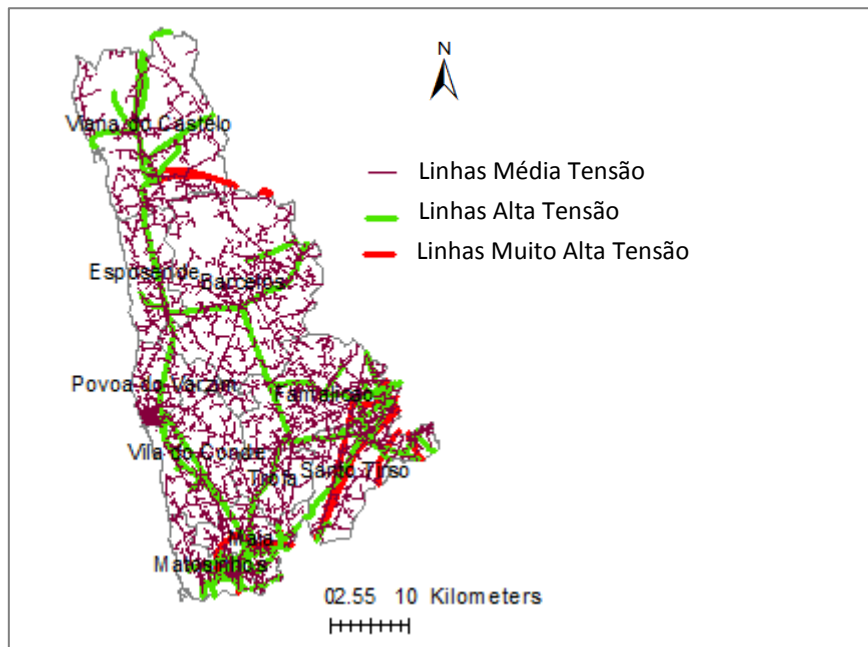 N
Viana do Castelo
Linhas Média Tensão
Linhas Alta Tensão
Linhas Muito Alta Tensão
Esposende
Barcelos
Povoa do Varzim
Famalicao
Vila do Conde
Santo Tirso
Trofa
Maia
Matosinhos
02.55 10 Kilometers